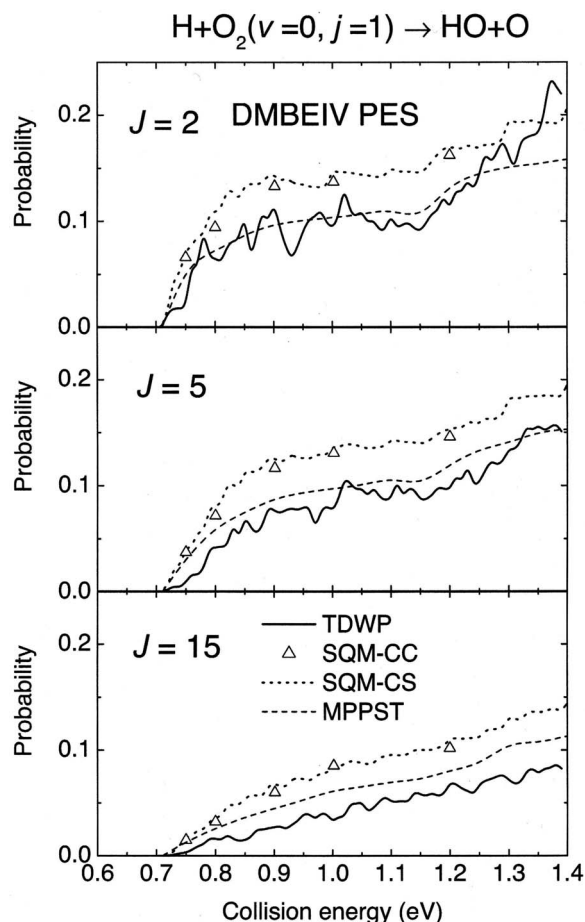 H+O₂(v =0, j=1) → HO+O
J = 2 DMBEIV PES
Probability
0.2
0.1
0.0
J = 5
Probability
0.2
0.1
0.0
J = 15
TDWP
SQM-CC
SQM-CS
MPPST
Probability
0.2
0.1
0.0
0.6 0.7 0.8 0.9 1.0 1.1 1.2 1.3 1.4
Collision energy (eV)